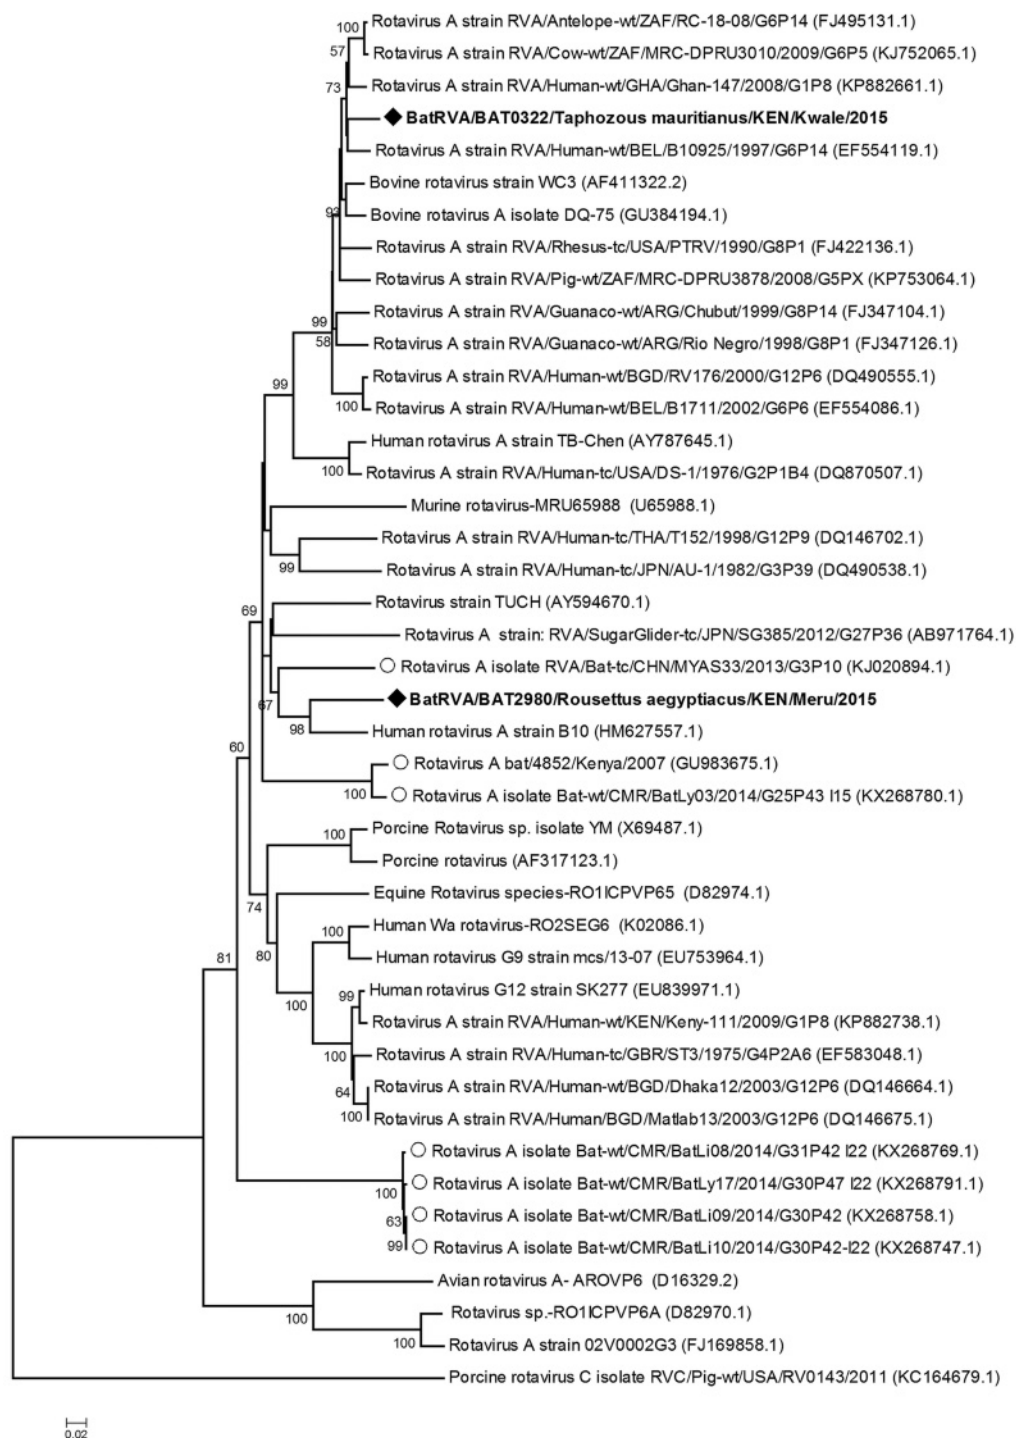 Rotavirus A strain RVA/Antelope-wt/ZAF/RC-18-08/G6P14 (FJ495131.1)
100
57
Rotavirus A strain RVA/Cow-wt/ZAF/MRC-DPRU3010/2009/G6P5 (KJ752065.1)
73
Rotavirus A strain RVA/Human-wt/GHA/Ghan-147/2008/G1P8 (KP882661.1)
BatRVA/BAT0322/Taphozous mauritianus/KEN/Kwale/2015
Rotavirus A strain RVA/Human-wt/BEL/B10925/1997/G6P14 (EF554119.1)
Bovine rotavirus strain WC3 (AF411322.2)
93
Bovine rotavirus A isolate DQ-75 (GU384194.1)
Rotavirus A strain RVA/Rhesus-tc/USA/PTRV/1990/G8P1 (FJ422136.1)
Rotavirus A strain RVA/Pig-wt/ZAF/MRC-DPRU3878/2008/G5PX (KP753064.1)
Rotavirus A strain RVA/Guanaco-wt/ARG/Chubut/1999/G8P14 (FJ347104.1)
99
58
Rotavirus A strain RVA/Guanaco-wt/ARG/Rio Negro/1998/G8P1 (FJ347126.1)
Rotavirus A strain RVA/Human-wt/BGD/RV176/2000/G12P6 (DQ490555.1)
99
100
Rotavirus A strain RVA/Human-wt/BEL/B1711/2002/G6P6 (EF554086.1)
Human rotavirus A strain TB-Chen (AY787645.1)
100
Rotavirus A strain RVA/Human-tc/USA/DS-1/1976/G2P1B4 (DQ870507.1)
Murine rotavirus-MRU65988 (U65988.1)
Rotavirus A strain RVA/Human-tc/THA/T152/1998/G12P9 (DQ146702.1)
99
Rotavirus A strain RVA/Human-tc/JPN/AU-1/1982/G3P39 (DQ490538.1)
69
Rotavirus strain TUCH (AY594670.1)
Rotavirus A strain: RVA/SugarGlider-tc/JPN/SG385/2012/G27P36 (AB971764.1)
Rotavirus A isolate RVA/Bat-tc/CHN/MYAS33/2013/G3P10 (KJ020894.1)
67
BatRVA/BAT2980/Rousettus aegyptiacus/KEN/Meru/2015
98
Human rotavirus A strain B10 (HM627557.1)
60
Rotavirus A bat/4852/Kenya/2007 (GU983675.1)
100
Rotavirus A isolate Bat-wt/CMR/BatLy03/2014/G25P43 I15 (KX268780.1)
100
Porcine Rotavirus sp. isolate YM (X69487.1)
Porcine rotavirus (AF317123.1)
74
Equine Rotavirus species-RO1ICPVP65 (D82974.1)
100
Human Wa rotavirus-RO2SEG6 (K02086.1)
81
80
Human rotavirus G9 strain mcs/13-07 (EU753964.1)
99
Human rotavirus G12 strain SK277 (EU839971.1)
100
Rotavirus A strain RVA/Human-wt/KEN/Keny-111/2009/G1P8 (KP882738.1)
100
Rotavirus A strain RVA/Human-tc/GBR/ST3/1975/G4P2A6 (EF583048.1)
64
Rotavirus A strain RVA/Human-wt/BGD/Dhaka12/2003/G12P6 (DQ146664.1)
100
Rotavirus A strain RVA/Human/BGD/Matlab13/2003/G12P6 (DQ146675.1)
Rotavirus A isolate Bat-wt/CMR/BatLi08/2014/G31P42 I22 (KX268769.1)
100
Rotavirus A isolate Bat-wt/CMR/BatLy17/2014/G30P47 I22 (KX268791.1)
63
Rotavirus A isolate Bat-wt/CMR/BatLi09/2014/G30P42 (KX268758.1)
99
Rotavirus A isolate Bat-wt/CMR/BatLi10/2014/G30P42-I22 (KX268747.1)
Avian rotavirus A- AROVP6 (D16329.2)
100
Rotavirus sp.-RO1ICPVP6A (D82970.1)
100
Rotavirus A strain 02V0002G3 (FJ169858.1)
Porcine rotavirus C isolate RVC/Pig-wt/USA/RV0143/2011 (KC164679.1)
0.02